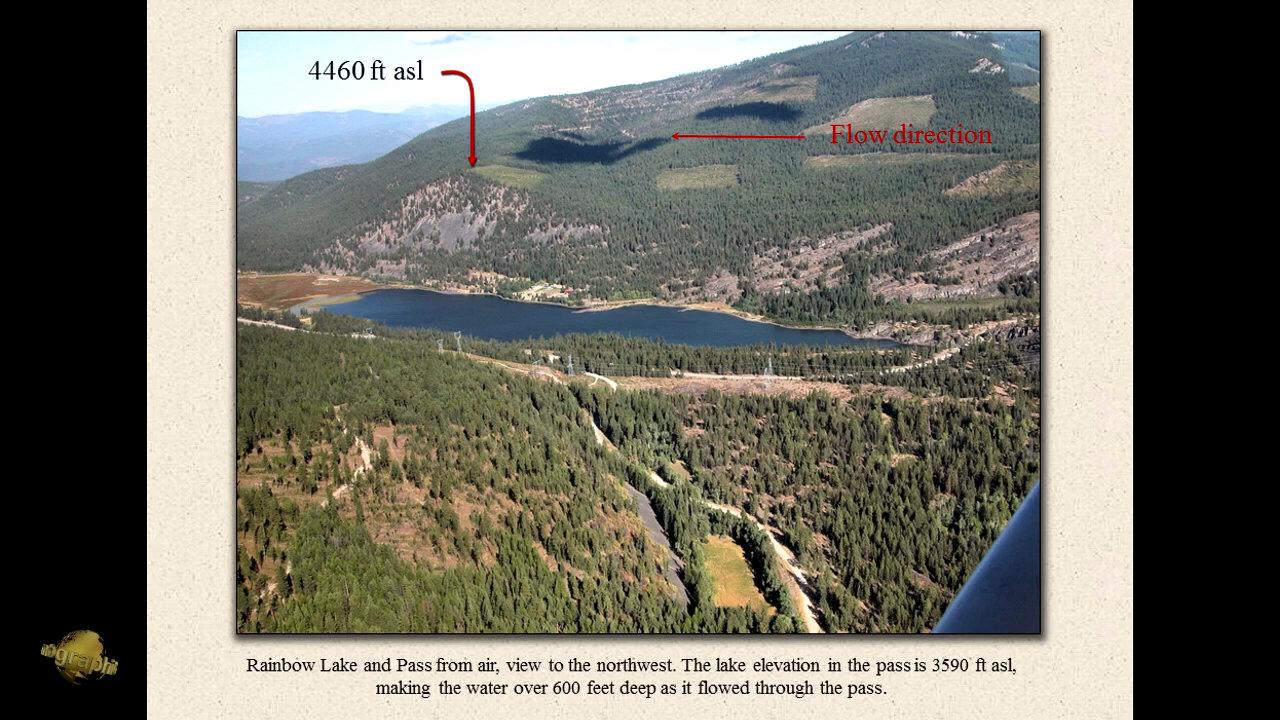 4460 ft asl
Flow direction
Rainbow Lake and Pass from air, view to the northwest. The lake elevation in the pass is 3590 ft asl,
making the water over 600 feet deep as it flowed through the pass.